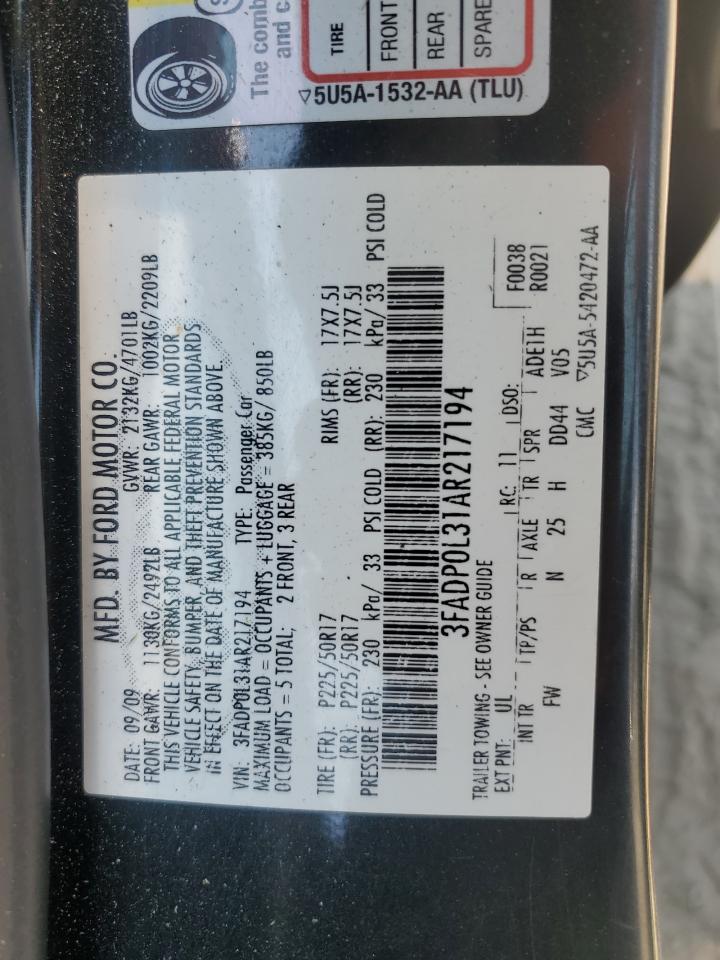 The comb
and c
TIRE
FRONT
REAR
SPARE
▽5U5A-1532-AA (TLU)
MFD. BY FORD MOTOR CO.
DATE: 09/09 GVWR: 2132KG/4701LB
FRONT GAWR: 1130KG/2492LB REAR GAWR: 1002KG/2209LB
THIS VEHICLE CONFORMS TO ALL APPLICABLE FEDERAL MOTOR
VEHICLE SAFETY, BUMPER, AND THEFT PREVENTION STANDARDS
IN EFFECT ON THE DATE OF MANUFACTURE SHOWN ABOVE.
VIN: 3FADP0L31AR217194 TYPE: Passenger Car
MAXIMUM LOAD = OCCUPANTS + LUGGAGE = 385KG/ 850LB
OCCUPANTS = 5 TOTAL; 2 FRONT, 3 REAR
TIRE (FR): P225/50R17 RIMS (FR): 17X7.5J
(RR): P225/50R17 (RR): 17X7.5J
PRESSURE (FR): 230 kPa/ 33 PSI COLD (RR): 230 kPa/ 33 PSI COLD
3FADP0L31AR217194
TRAILER TOWING - SEE OWNER GUIDE
EXT PNT: UL RC: 11 DSO: F0038
INT TR TP/PS R AXLE TR SPR ADE1H R0021
FW N 25 H DD44 V05
CMC ▽5U5A-5420472-AA